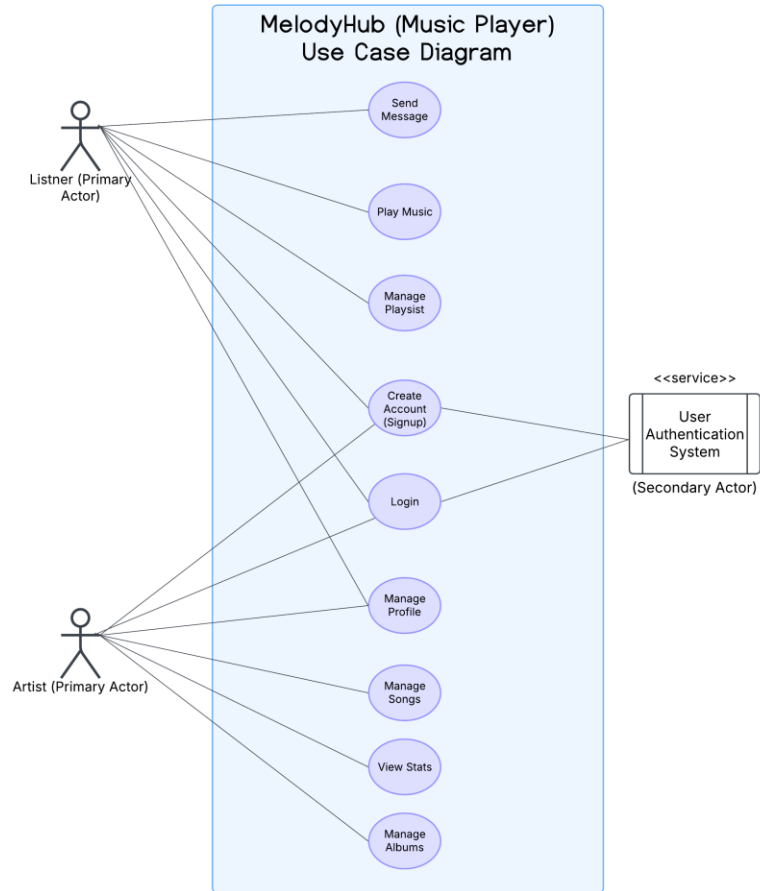 MelodyHub (Music Player)
Use Case Diagram
Send
Message
Listner (Primary
Actor)
Play Music
Manage
Playsist
<<service>>
Create
Account
(Signup)
User
Authentication
System
(Secondary Actor)
Login
Manage
Profile
Artist (Primary Actor)
Manage
Songs
View Stats
Manage
Albums